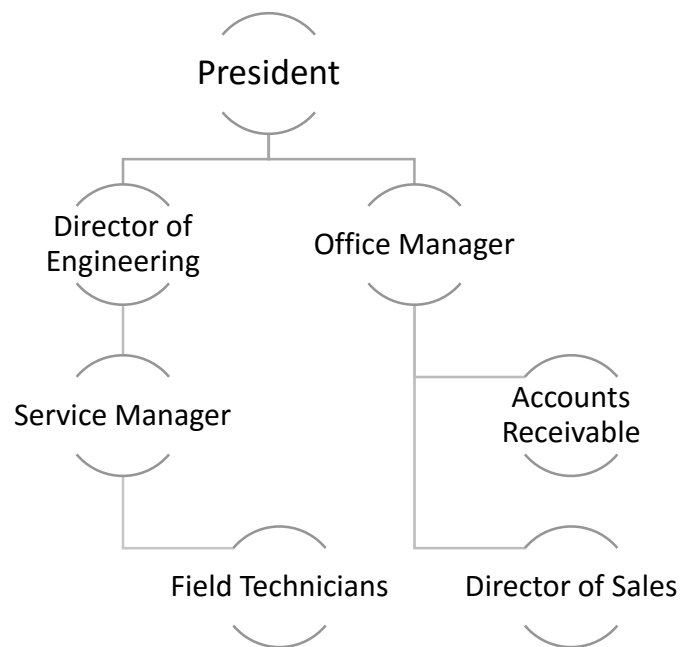 President
Director of
Engineering
Office Manager
Service Manager
Accounts
Receivable
Field Technicians
Director of Sales